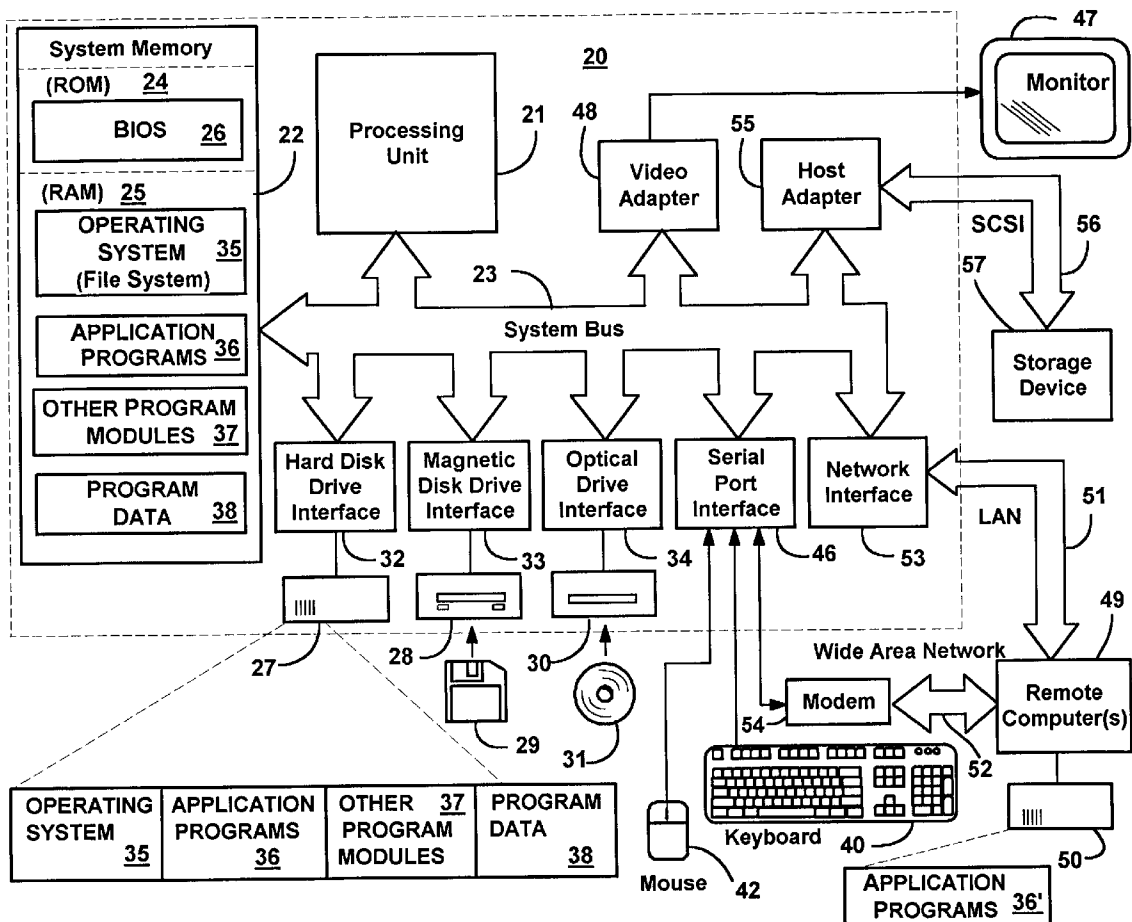 System Memory
(ROM) 24
BIOS 26
22
(RAM) 25
OPERATING
SYSTEM 35
(File System)
APPLICATION
PROGRAMS 36
OTHER PROGRAM
MODULES 37
PROGRAM
DATA 38
20
Processing
Unit
21
48
Video
Adapter
55
Host
Adapter
47
Monitor
SCSI
56
57
Storage
Device
23
System Bus
Hard Disk
Drive
Interface
32
Magnetic
Disk Drive
Interface
33
Optical
Drive
Interface
34
Serial
Port
Interface
46
Network
Interface
53
LAN
51
27
28
29
30
31
49
Wide Area Network
Remote
Computer(s)
Modem
54
52
Keyboard
40
Mouse
42
50
APPLICATION
PROGRAMS 36'
OPERATING
SYSTEM
35
APPLICATION
PROGRAMS
36
OTHER 37
PROGRAM
MODULES
PROGRAM
DATA
38